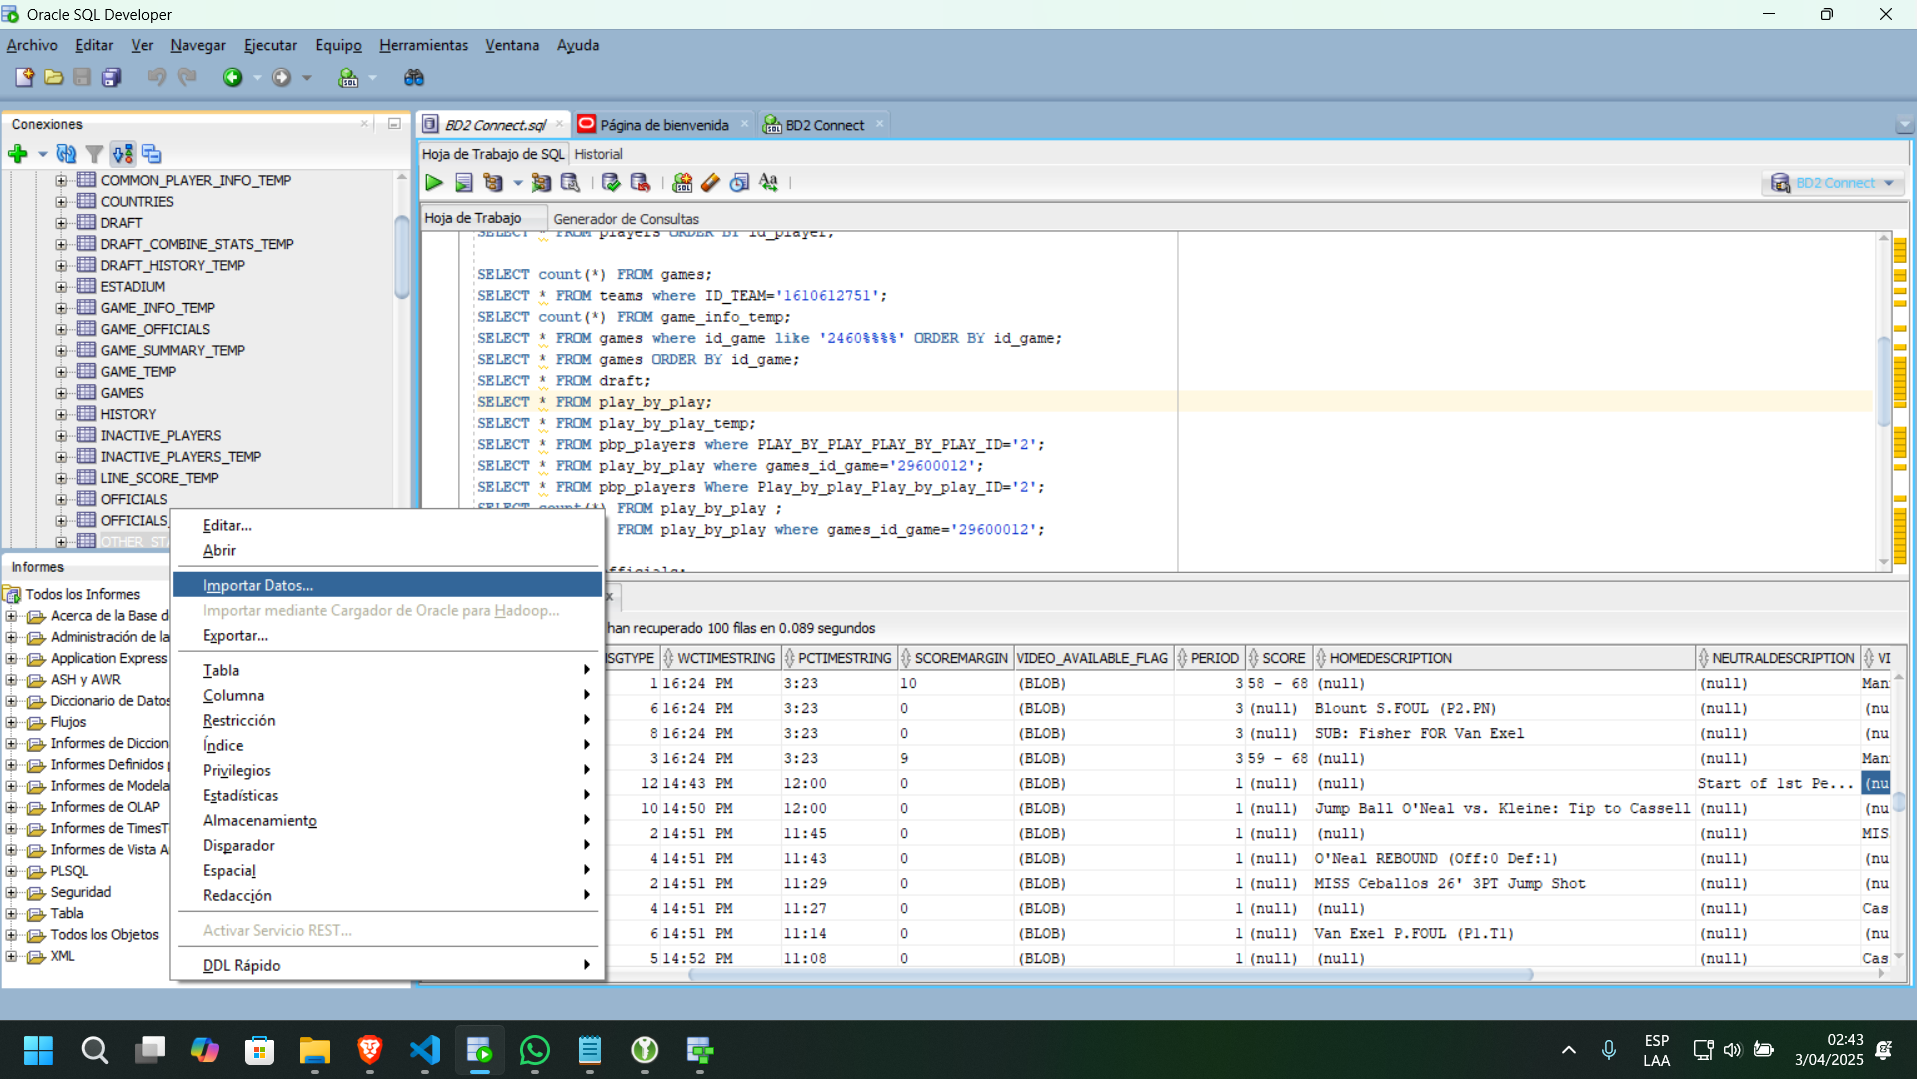 Oracle SQL Developer
Archivo Editar Ver Navegar Ejecutar Equipo Herramientas Ventana Ayuda
Conexiones
COMMON_PLAYER_INFO_TEMP
COUNTRIES
DRAFT
DRAFT_COMBINE_STATS_TEMP
DRAFT_HISTORY_TEMP
ESTADIUM
GAME_INFO_TEMP
GAME_OFFICIALS
GAME_SUMMARY_TEMP
GAME_TEMP
GAMES
HISTORY
INACTIVE_PLAYERS
INACTIVE_PLAYERS_TEMP
LINE_SCORE_TEMP
OFFICIALS
OFFICIALS_
OTHER_STA
Informes
Todos los Informes
Acerca de la Base d
Administración de la
Application Express
ASH y AWR
Diccionario de Datos
Flujos
Informes de Diccion
Informes Definidos p
Informes de Modela
Informes de OLAP
Informes de TimesT
Informes de Vista A
PLSQL
Seguridad
Tabla
Todos los Objetos
XML
Editar...
Abrir
Importar Datos...
Importar mediante Cargador de Oracle para Hadoop...
Exportar...
Tabla
Columna
Restricción
Índice
Privilegios
Estadísticas
Almacenamiento
Disparador
Espacial
Redacción
Activar Servicio REST...
DDL Rápido
BD2 Connect.sql Página de bienvenida BD2 Connect
Hoja de Trabajo de SQL Historial
BD2 Connect
Hoja de Trabajo Generador de Consultas
SELECT * FROM players ORDER BY id_player;
SELECT count(*) FROM games;
SELECT * FROM teams where ID_TEAM='1610612751';
SELECT count(*) FROM game_info_temp;
SELECT * FROM games where id_game like '2460%%%%' ORDER BY id_game;
SELECT * FROM games ORDER BY id_game;
SELECT * FROM draft;
SELECT * FROM play_by_play;
SELECT * FROM play_by_play_temp;
SELECT * FROM pbp_players where PLAY_BY_PLAY_PLAY_BY_PLAY_ID='2';
SELECT * FROM play_by_play where games_id_game='29600012';
SELECT * FROM pbp_players Where Play_by_play_Play_by_play_ID='2';
SELECT count(*) FROM play_by_play ;
FROM play_by_play where games_id_game='29600012';
fficials;
han recuperado 100 filas en 0.089 segundos
SGTYPE WCTIMESTRING PCTIMESTRING SCOREMARGIN VIDEO_AVAILABLE_FLAG PERIOD SCORE HOMEDESCRIPTION NEUTRALDESCRIPTION VI
1 16:24 PM 3:23 10 (BLOB) 3 58 - 68 (null) (null) Man
6 16:24 PM 3:23 0 (BLOB) 3 (null) Blount S.FOUL (P2.PN) (null) (nu
8 16:24 PM 3:23 0 (BLOB) 3 (null) SUB: Fisher FOR Van Exel (null) (nu
3 16:24 PM 3:23 9 (BLOB) 3 59 - 68 (null) (null) Man
12 14:43 PM 12:00 0 (BLOB) 1 (null) (null) Start of 1st Pe... (nu
10 14:50 PM 12:00 0 (BLOB) 1 (null) Jump Ball O'Neal vs. Kleine: Tip to Cassell (null) (nu
2 14:51 PM 11:45 0 (BLOB) 1 (null) (null) (null) MIS
4 14:51 PM 11:43 0 (BLOB) 1 (null) O'Neal REBOUND (Off:0 Def:1) (null) (nu
2 14:51 PM 11:29 0 (BLOB) 1 (null) MISS Ceballos 26' 3PT Jump Shot (null) (nu
4 14:51 PM 11:27 0 (BLOB) 1 (null) (null) (null) Cas
6 14:51 PM 11:14 0 (BLOB) 1 (null) Van Exel P.FOUL (P1.T1) (null) (nu
5 14:52 PM 11:08 0 (BLOB) 1 (null) (null) (null) Cas
ESP
LAA
02:43
3/04/2025